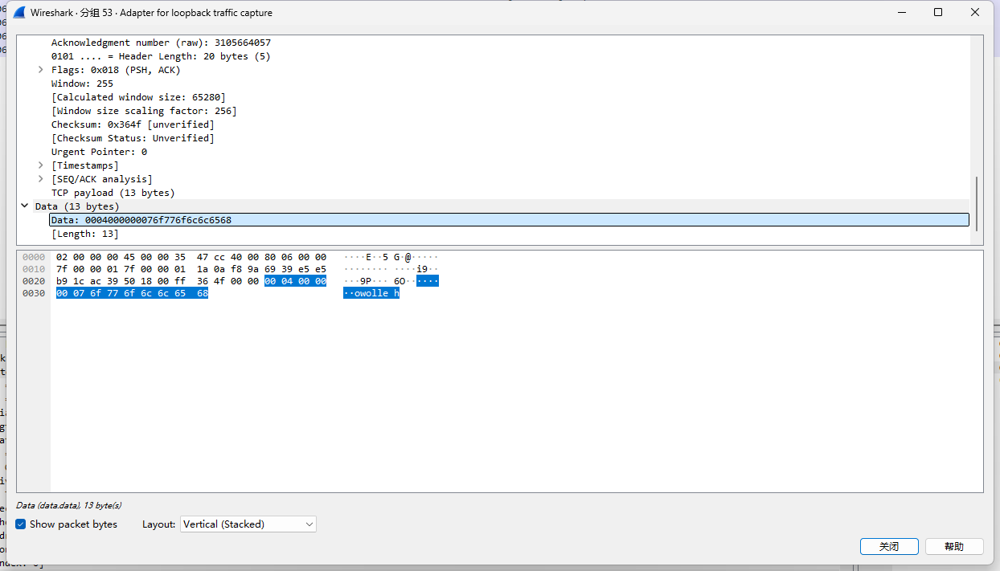 Wireshark · 分组 53 · Adapter for loopback traffic capture
Acknowledgment number (raw): 3105664057
0101 .... = Header Length: 20 bytes (5)
Flags: 0x018 (PSH, ACK)
Window: 255
[Calculated window size: 65280]
[Window size scaling factor: 256]
Checksum: 0x364f [unverified]
[Checksum Status: Unverified]
Urgent Pointer: 0
[Timestamps]
[SEQ/ACK analysis]
TCP payload (13 bytes)
Data (13 bytes)
Data: 0004000000076f776f6c6c6568
[Length: 13]
0000 02 00 00 00 45 00 00 35 47 cc 40 00 80 06 00 00 ····E··5 G·@·····
0010 7f 00 00 01 7f 00 00 01 1a 0a f8 9a 69 39 e5 e5 ········ ····i9··
0020 b9 1c ac 39 50 18 00 ff 36 4f 00 00 00 04 00 00 ···9P··· 6O······
0030 00 07 6f 77 6f 6c 6c 65 68 ··owolle h
Data (data.data), 13 byte(s)
Show packet bytes Layout: Vertical (Stacked)
关闭 帮助